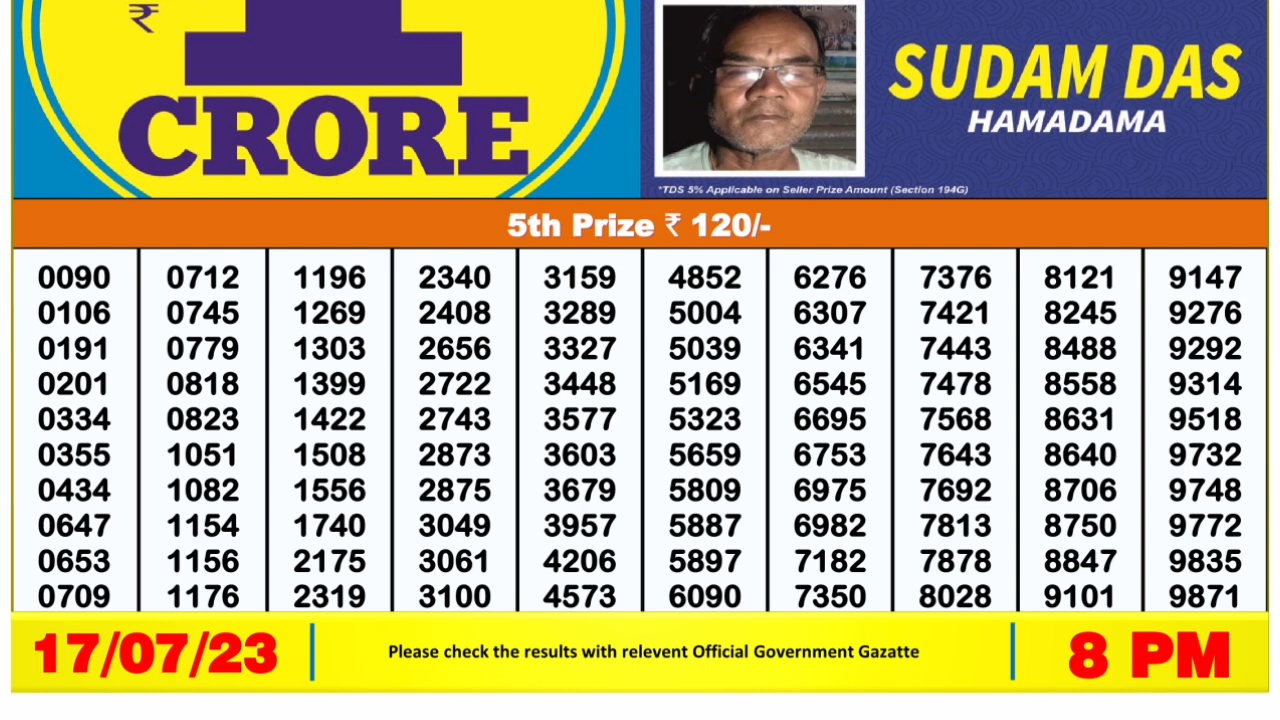 ₹
1
CRORE
SUDAM DAS
HAMADAMA
*TDS 5% Applicable on Seller Prize Amount (Section 194G)
5th Prize ₹ 120/-
0090 0712 1196 2340 3159 4852 6276 7376 8121 9147
0106 0745 1269 2408 3289 5004 6307 7421 8245 9276
0191 0779 1303 2656 3327 5039 6341 7443 8488 9292
0201 0818 1399 2722 3448 5169 6545 7478 8558 9314
0334 0823 1422 2743 3577 5323 6695 7568 8631 9518
0355 1051 1508 2873 3603 5659 6753 7643 8640 9732
0434 1082 1556 2875 3679 5809 6975 7692 8706 9748
0647 1154 1740 3049 3957 5887 6982 7813 8750 9772
0653 1156 2175 3061 4206 5897 7182 7878 8847 9835
0709 1176 2319 3100 4573 6090 7350 8028 9101 9871
17/07/23 Please check the results with relevent Official Government Gazatte 8 PM